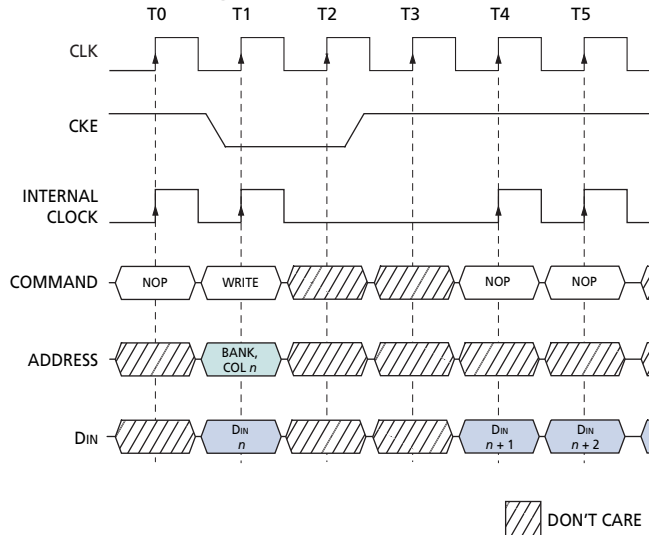 T0 T1 T2 T3 T4 T5
CLK
CKE
INTERNAL
CLOCK
COMMAND NOP WRITE NOP NOP
ADDRESS BANK,
COL n
DIN DIN
n DIN
n + 1 DIN
n + 2
DON'T CARE